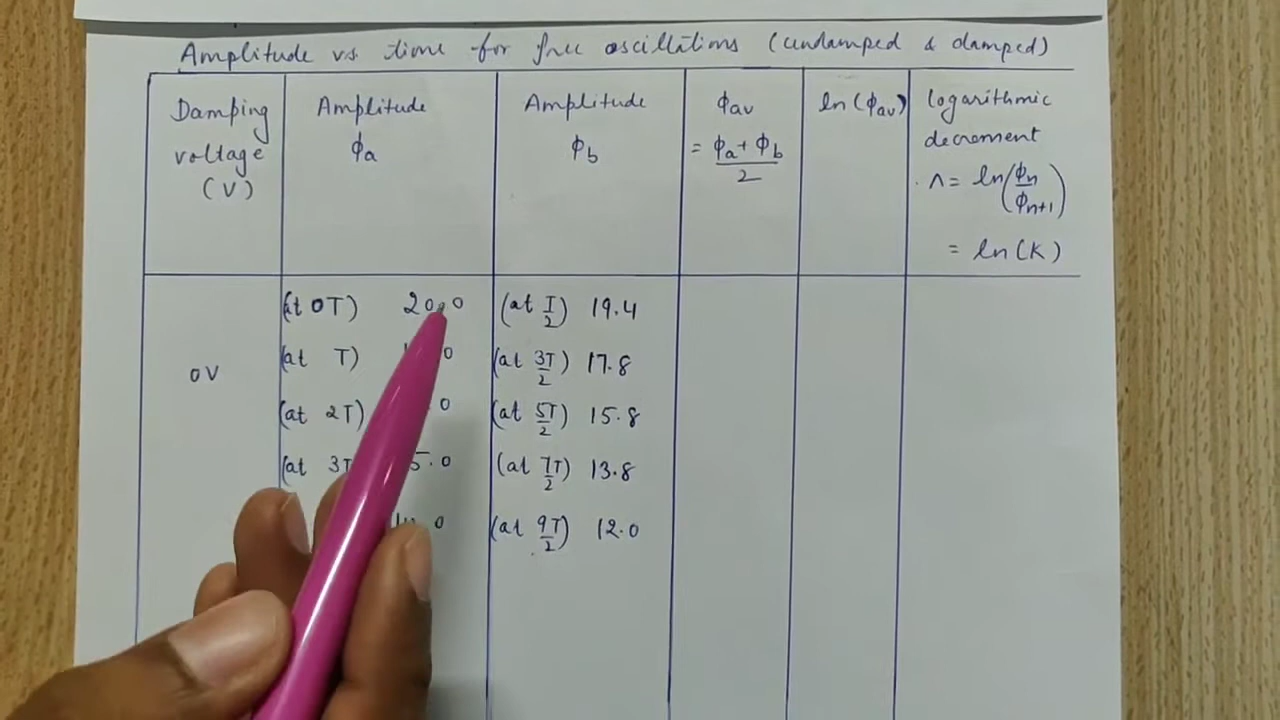 Amplitude vs time for free oscillations (undamped & damped)
Damping voltage (V)
Amplitude ϕa
Amplitude ϕb
ϕav = ϕa + ϕb / 2
ln(ϕav)
logarithmic decrement
Λ = ln(ϕn / ϕn+1)
= ln(K)
0V
(at 0T) 20.0 (at T/2) 19.4
(at T) (at 3T/2) 17.8
(at 2T) (at 5T/2) 15.8
(at 3T (at 7T/2) 13.8
(at 9T/2) 12.0